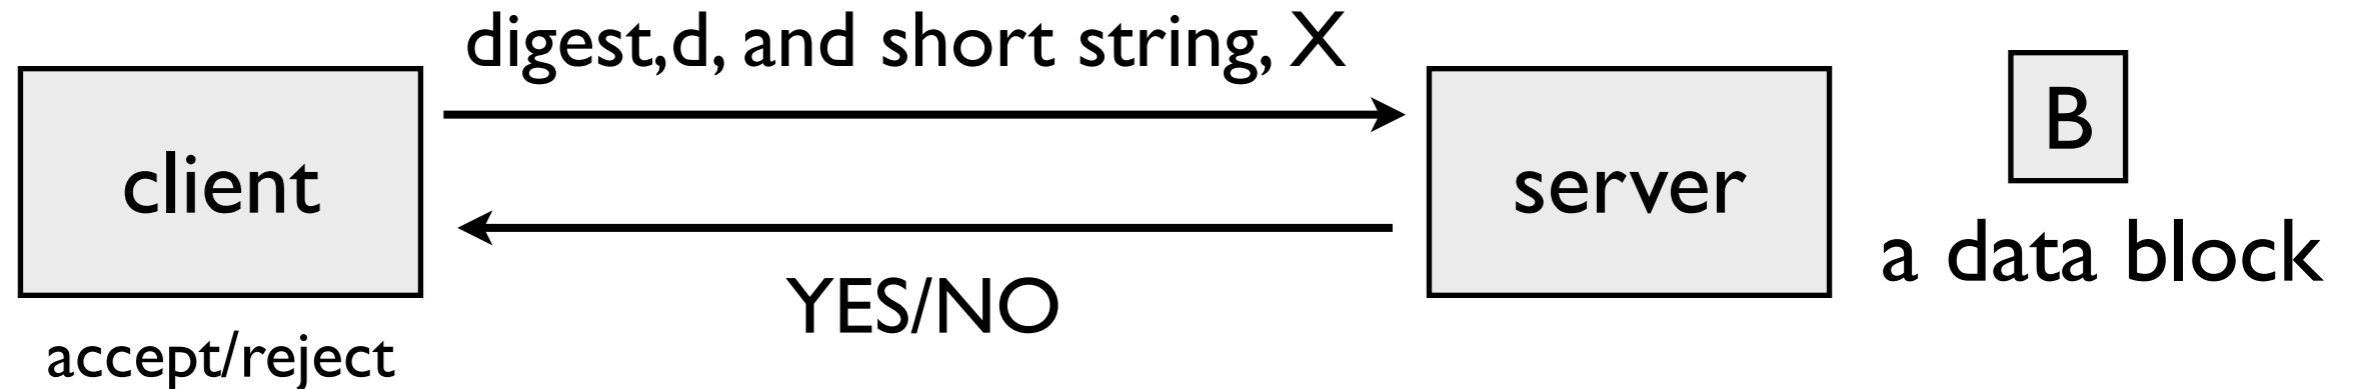 digest,d, and short string, X
client
server
B
a data block
YES/NO
accept/reject